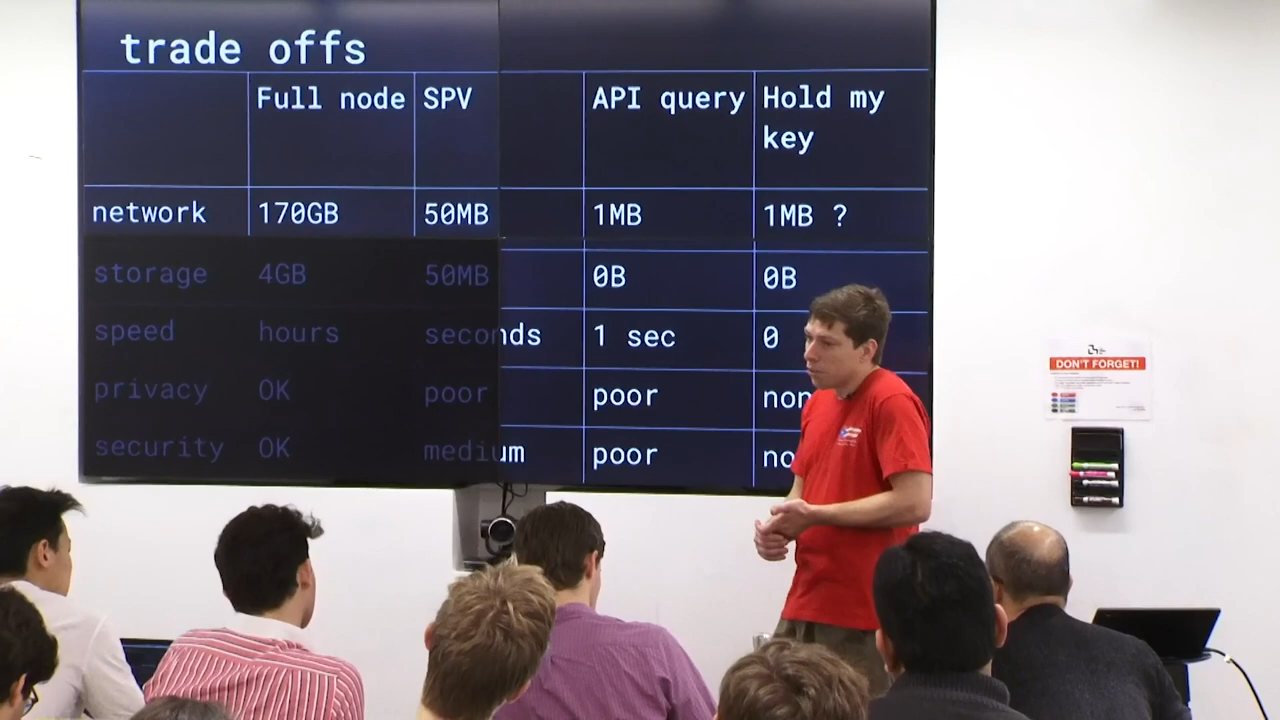 trade offs
Full node SPV API query Hold my
key
network 170GB 50MB 1MB 1MB ?
storage 4GB 50MB 0B 0B
speed hours seconds 1 sec 0
privacy OK poor poor
security OK medium poor
DON'T FORGET!